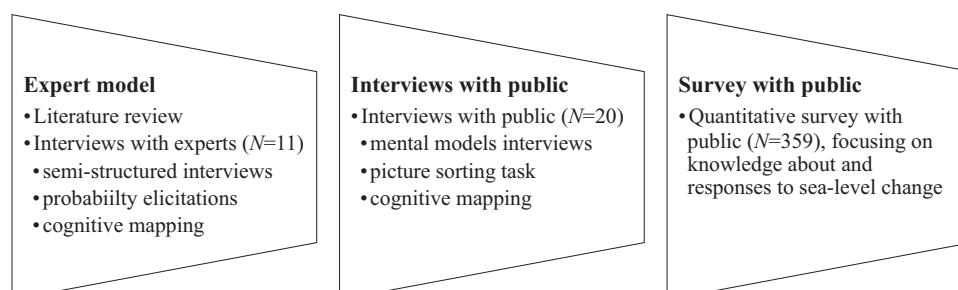 Expert model
•Literature review
•Interviews with experts (N=11)
•semi-structured interviews
•probabiilty elicitations
•cognitive mapping
Interviews with public
•Interviews with public (N=20)
•mental models interviews
•picture sorting task
•cognitive mapping
Survey with public
•Quantitative survey with
public (N=359), focusing on
knowledge about and
responses to sea-level change